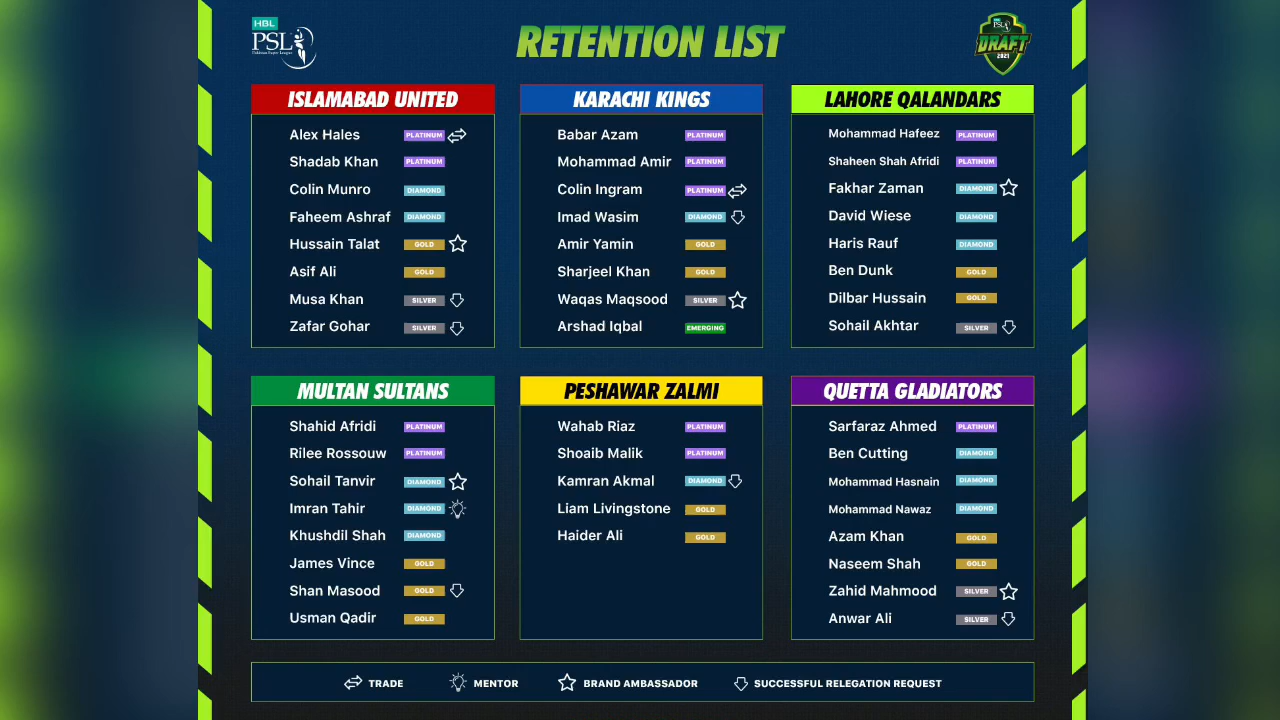 HBL
PSL
Pakistan Super League
RETENTION LIST
PSL
DRAFT
2021
ISLAMABAD UNITED
Alex Hales PLATINUM
Shadab Khan PLATINUM
Colin Munro DIAMOND
Faheem Ashraf DIAMOND
Hussain Talat GOLD
Asif Ali GOLD
Musa Khan SILVER
Zafar Gohar SILVER
KARACHI KINGS
Babar Azam PLATINUM
Mohammad Amir PLATINUM
Colin Ingram PLATINUM
Imad Wasim DIAMOND
Amir Yamin GOLD
Sharjeel Khan GOLD
Waqas Maqsood SILVER
Arshad Iqbal EMERGING
LAHORE QALANDARS
Mohammad Hafeez PLATINUM
Shaheen Shah Afridi PLATINUM
Fakhar Zaman DIAMOND
David Wiese DIAMOND
Haris Rauf DIAMOND
Ben Dunk GOLD
Dilbar Hussain GOLD
Sohail Akhtar SILVER
MULTAN SULTANS
Shahid Afridi PLATINUM
Rilee Rossouw PLATINUM
Sohail Tanvir DIAMOND
Imran Tahir DIAMOND
Khushdil Shah DIAMOND
James Vince GOLD
Shan Masood GOLD
Usman Qadir GOLD
PESHAWAR ZALMI
Wahab Riaz PLATINUM
Shoaib Malik PLATINUM
Kamran Akmal DIAMOND
Liam Livingstone GOLD
Haider Ali GOLD
QUETTA GLADIATORS
Sarfaraz Ahmed PLATINUM
Ben Cutting DIAMOND
Mohammad Hasnain DIAMOND
Mohammad Nawaz DIAMOND
Azam Khan GOLD
Naseem Shah GOLD
Zahid Mahmood SILVER
Anwar Ali SILVER
TRADE MENTOR BRAND AMBASSADOR SUCCESSFUL RELEGATION REQUEST